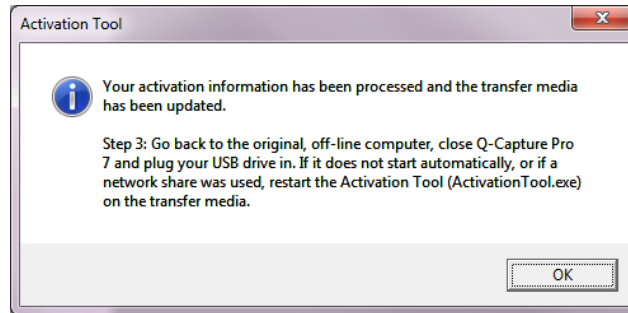 Activation Tool
Your activation information has been processed and the transfer media
has been updated.
Step 3: Go back to the original, off-line computer, close Q-Capture Pro
7 and plug your USB drive in. If it does not start automatically, or if a
network share was used, restart the Activation Tool (ActivationTool.exe)
on the transfer media.
OK